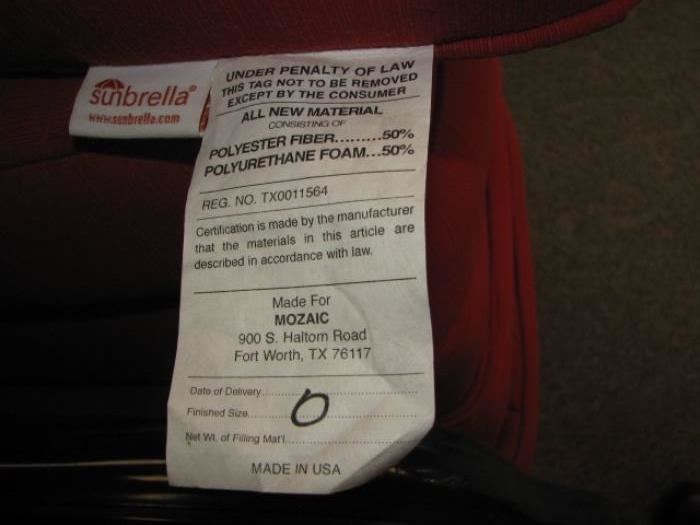 sunbrella®
www.sunbrella.com
UNDER PENALTY OF LAW
THIS TAG NOT TO BE REMOVED
EXCEPT BY THE CONSUMER
ALL NEW MATERIAL
CONSISTING OF
POLYESTER FIBER.........50%
POLYURETHANE FOAM...50%
REG. NO. TX0011564
Certification is made by the manufacturer
that the materials in this article are
described in accordance with law.
Made For
MOZAIC
900 S. Haltom Road
Fort Worth, TX 76117
Date of Delivery
Finished Size
O
Net Wt. of Filling Mat'l
MADE IN USA